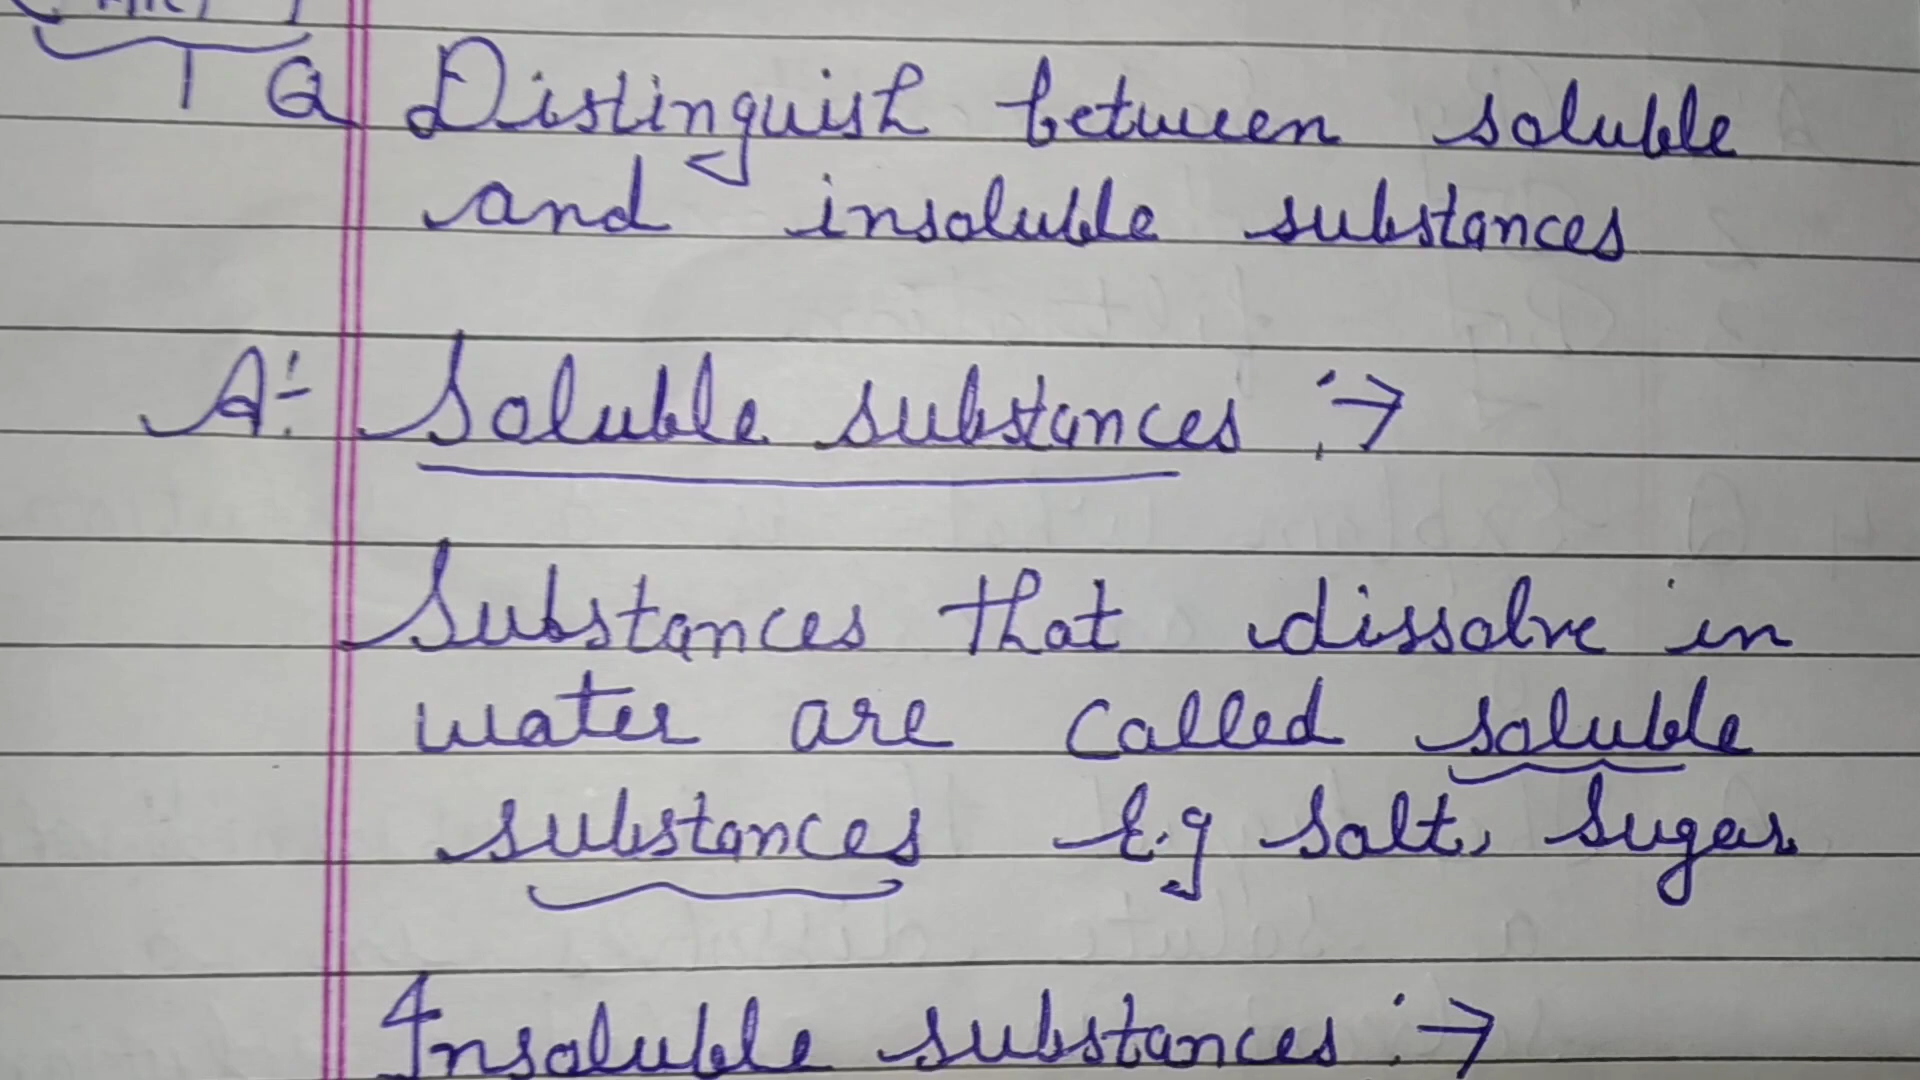 1 Q Distinguish between soluble
and insoluble substances
A:- Soluble substances :→
Substances that dissolve in
water are called soluble
substances E.g Salt, Sugar.
Insoluble substances :→